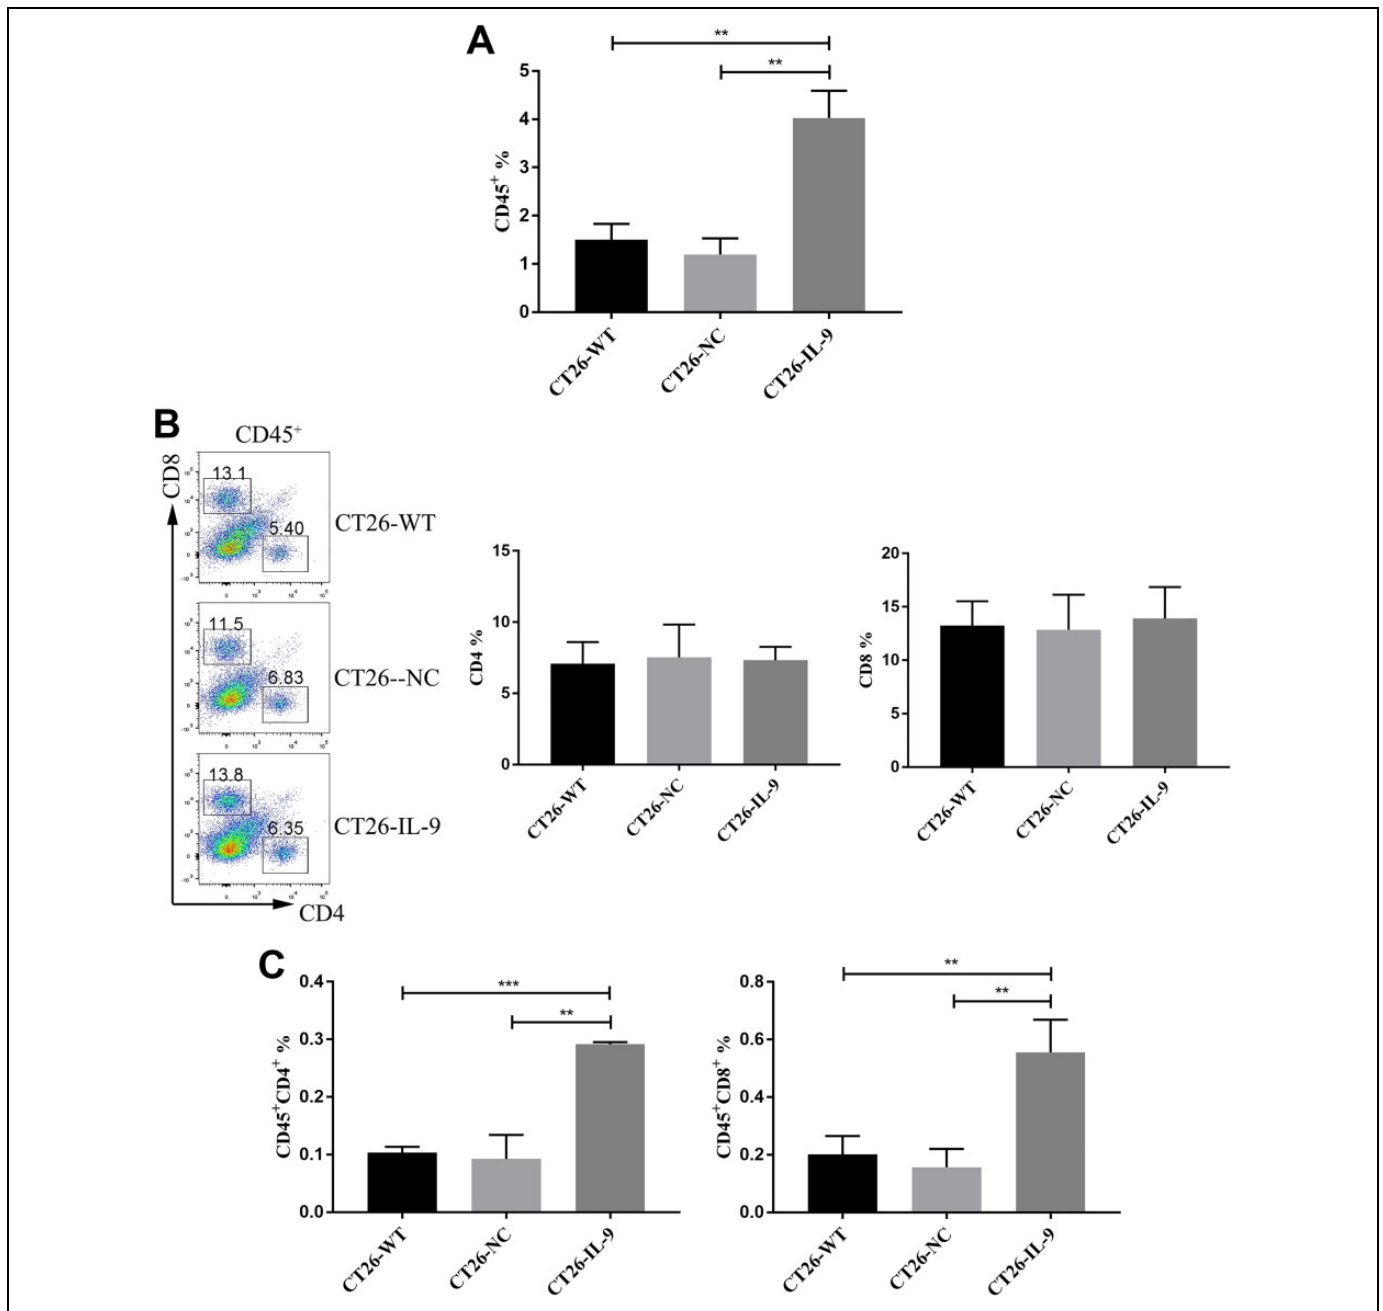 A
**
**
CD45+ %
5
4
3
2
1
0
CT26-WT
CT26-NC
CT26-IL-9
B
CD45+
CD8
13.1
5.40
CT26-WT
11.5
6.83
CT26--NC
13.8
6.35
CT26-IL-9
CD4
CD4 %
15
10
5
0
CT26-WT
CT26-NC
CT26-IL-9
CD8 %
20
15
10
5
0
CT26-WT
CT26-NC
CT26-IL-9
C
***
**
CD45+CD4+ %
0.4
0.3
0.2
0.1
0.0
CT26-WT
CT26-NC
CT26-IL-9
**
**
CD45+CD8+ %
0.8
0.6
0.4
0.2
0.0
CT26-WT
CT26-NC
CT26-IL-9